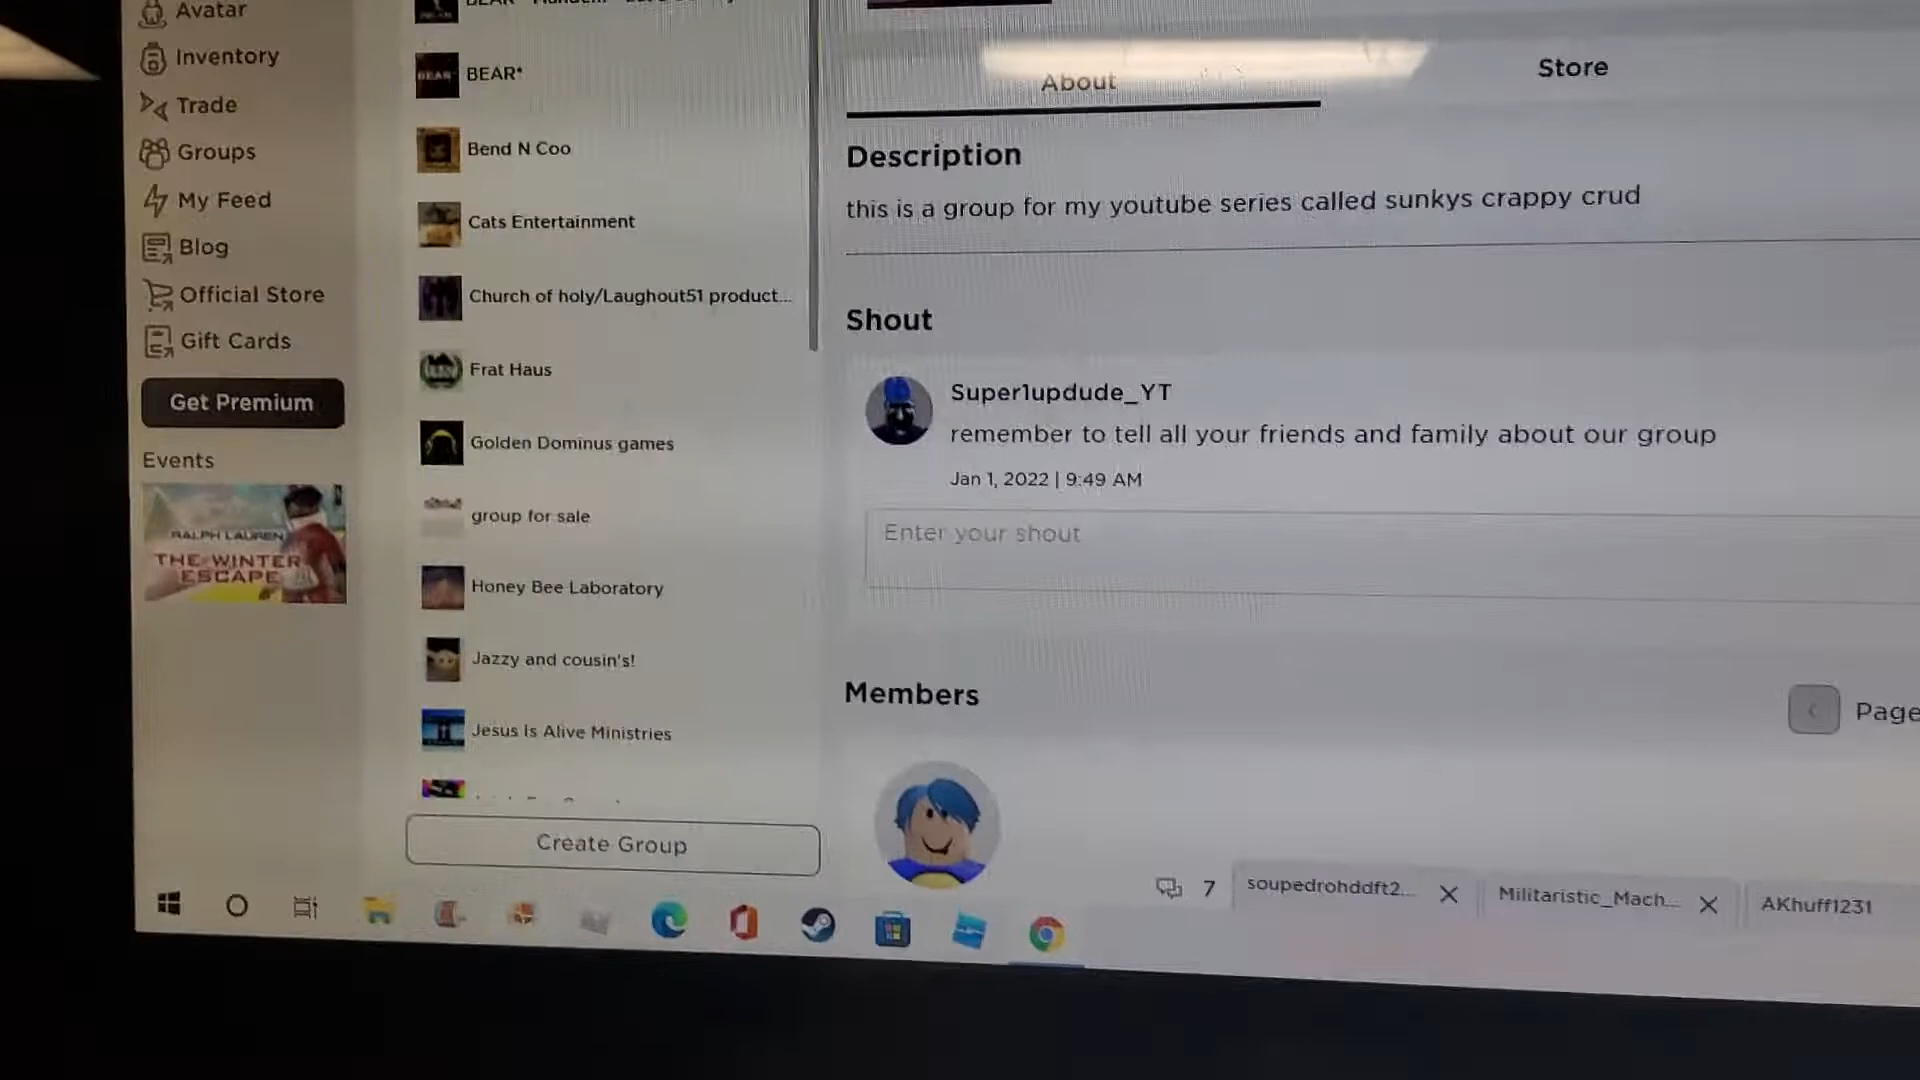 Avatar
Inventory
Trade
Groups
My Feed
Blog
Official Store
Gift Cards
Get Premium
Events
RALPH LAUREN
THE WINTER
ESCAPE
BEAR*
Bend N Coo
Cats Entertainment
Church of holy/Laughout51 product...
Frat Haus
Golden Dominus games
group for sale
Honey Bee Laboratory
Jazzy and cousin's!
Jesus Is Alive Ministries
Create Group
About
Store
Description
this is a group for my youtube series called sunkys crappy crud
Shout
Super1updude_YT
remember to tell all your friends and family about our group
Jan 1, 2022 | 9:49 AM
Enter your shout
Members
Page
7
soupedrohddft2...
Militaristic_Mach...
AKhuff1231